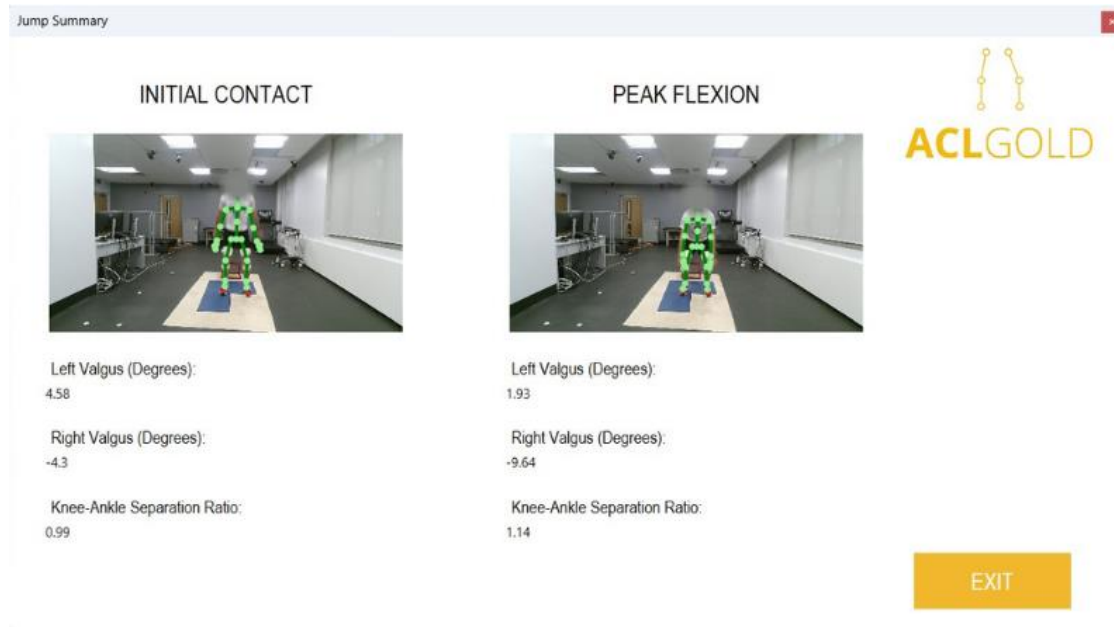 Jump Summary
INITIAL CONTACT
PEAK FLEXION
ACLGOLD
Left Valgus (Degrees):
4.58
Right Valgus (Degrees):
-4.3
Knee-Ankle Separation Ratio:
0.99
Left Valgus (Degrees):
1.93
Right Valgus (Degrees):
-9.64
Knee-Ankle Separation Ratio:
1.14
EXIT